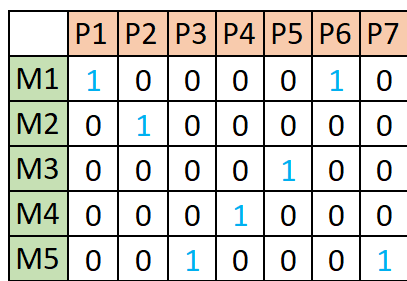 P1 P2 P3 P4 P5 P6 P7
M1 1 0 0 0 0 1 0
M2 0 1 0 0 0 0 0
M3 0 0 0 0 1 0 0
M4 0 0 0 1 0 0 0
M5 0 0 1 0 0 0 1